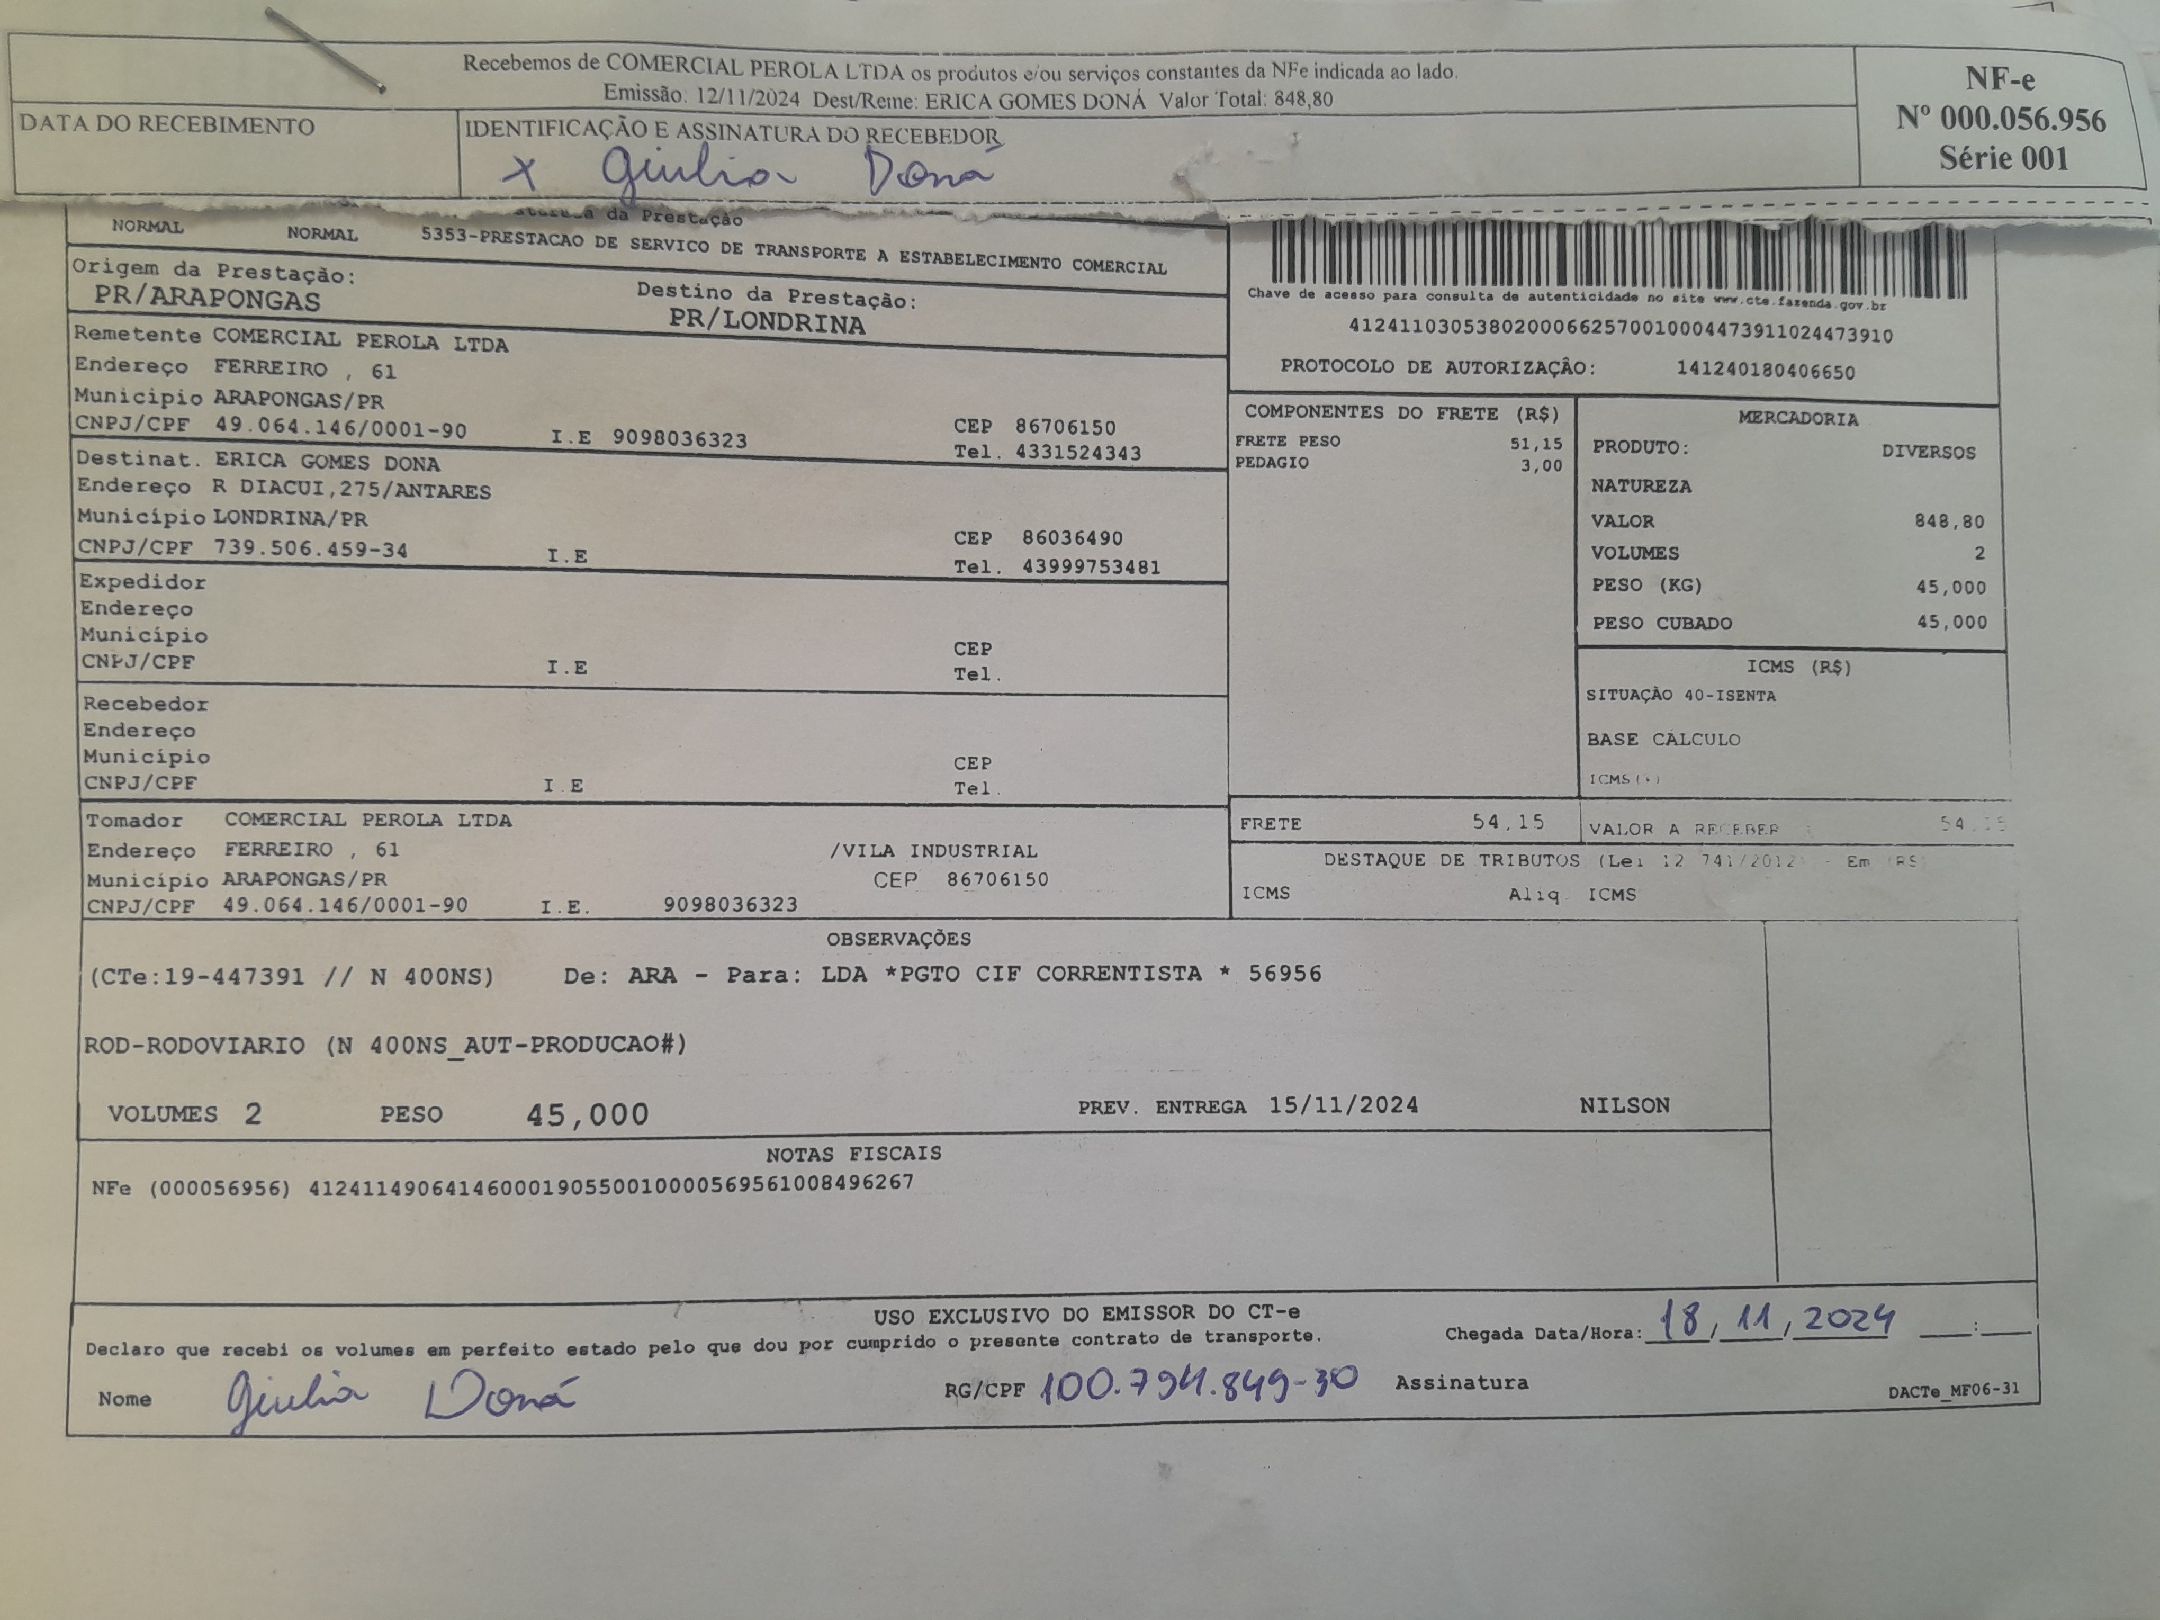 Recebemos de COMERCIAL PEROLA LTDA os produtos e/ou serviços constantes da NFe indicada ao lado.
Emissão: 12/11/2024 Dest/Reme: ERICA GOMES DONÁ Valor Total: 848,80
NF-e
Nº 000.056.956
Série 001
DATA DO RECEBIMENTO
IDENTIFICAÇÃO E ASSINATURA DO RECEBEDOR
x Giulia Doná
da Prestação
NORMAL NORMAL 5353-PRESTACAO DE SERVICO DE TRANSPORTE A ESTABELECIMENTO COMERCIAL
Origem da Prestação:
PR/ARAPONGAS
Destino da Prestação:
PR/LONDRINA
Chave de acesso para consulta de autenticidade no site www.cte.fazenda.gov.br
41241103053802000662570010004473911024473910
PROTOCOLO DE AUTORIZAÇÃO: 141240180406650
Remetente COMERCIAL PEROLA LTDA
Endereço FERREIRO , 61
Municipio ARAPONGAS/PR
CEP 86706150
CNPJ/CPF 49.064.146/0001-90 I.E 9098036323
Tel. 4331524343
Destinat. ERICA GOMES DONA
Endereço R DIACUI,275/ANTARES
Município LONDRINA/PR
CEP 86036490
CNPJ/CPF 739.506.459-34 I.E
Tel. 43999753481
Expedidor
Endereço
Município
CEP
CNPJ/CPF I.E
Tel.
Recebedor
Endereço
Município
CEP
CNPJ/CPF I.E
Tel.
Tomador COMERCIAL PEROLA LTDA
Endereço FERREIRO , 61 /VILA INDUSTRIAL
Município ARAPONGAS/PR CEP 86706150
CNPJ/CPF 49.064.146/0001-90 I.E. 9098036323
COMPONENTES DO FRETE (R$)
FRETE PESO 51,15
PEDAGIO 3,00
MERCADORIA
PRODUTO: DIVERSOS
NATUREZA
VALOR 848,80
VOLUMES 2
PESO (KG) 45,000
PESO CUBADO 45,000
ICMS (R$)
SITUAÇÃO 40-ISENTA
BASE CALCULO
ICMS(+)
FRETE 54,15
VALOR A RECEBER 54,15
DESTAQUE DE TRIBUTOS (Lei 12 741/2012) - Em (R$
ICMS Aliq. ICMS
OBSERVAÇÕES
(CTe:19-447391 // N 400NS) De: ARA - Para: LDA *PGTO CIF CORRENTISTA * 56956
ROD-RODOVIARIO (N 400NS_AUT-PRODUCAO#)
VOLUMES 2 PESO 45,000 PREV. ENTREGA 15/11/2024 NILSON
NOTAS FISCAIS
NFe (000056956) 41241149064146000190550010000569561008496267
USO EXCLUSIVO DO EMISSOR DO CT-e
Declaro que recebi os volumes em perfeito estado pelo que dou por cumprido o presente contrato de transporte.
Chegada Data/Hora: 18/11/2024 ___:___
Nome Giulia Doná RG/CPF 100.794.849-30 Assinatura
DACTe_MF06-31